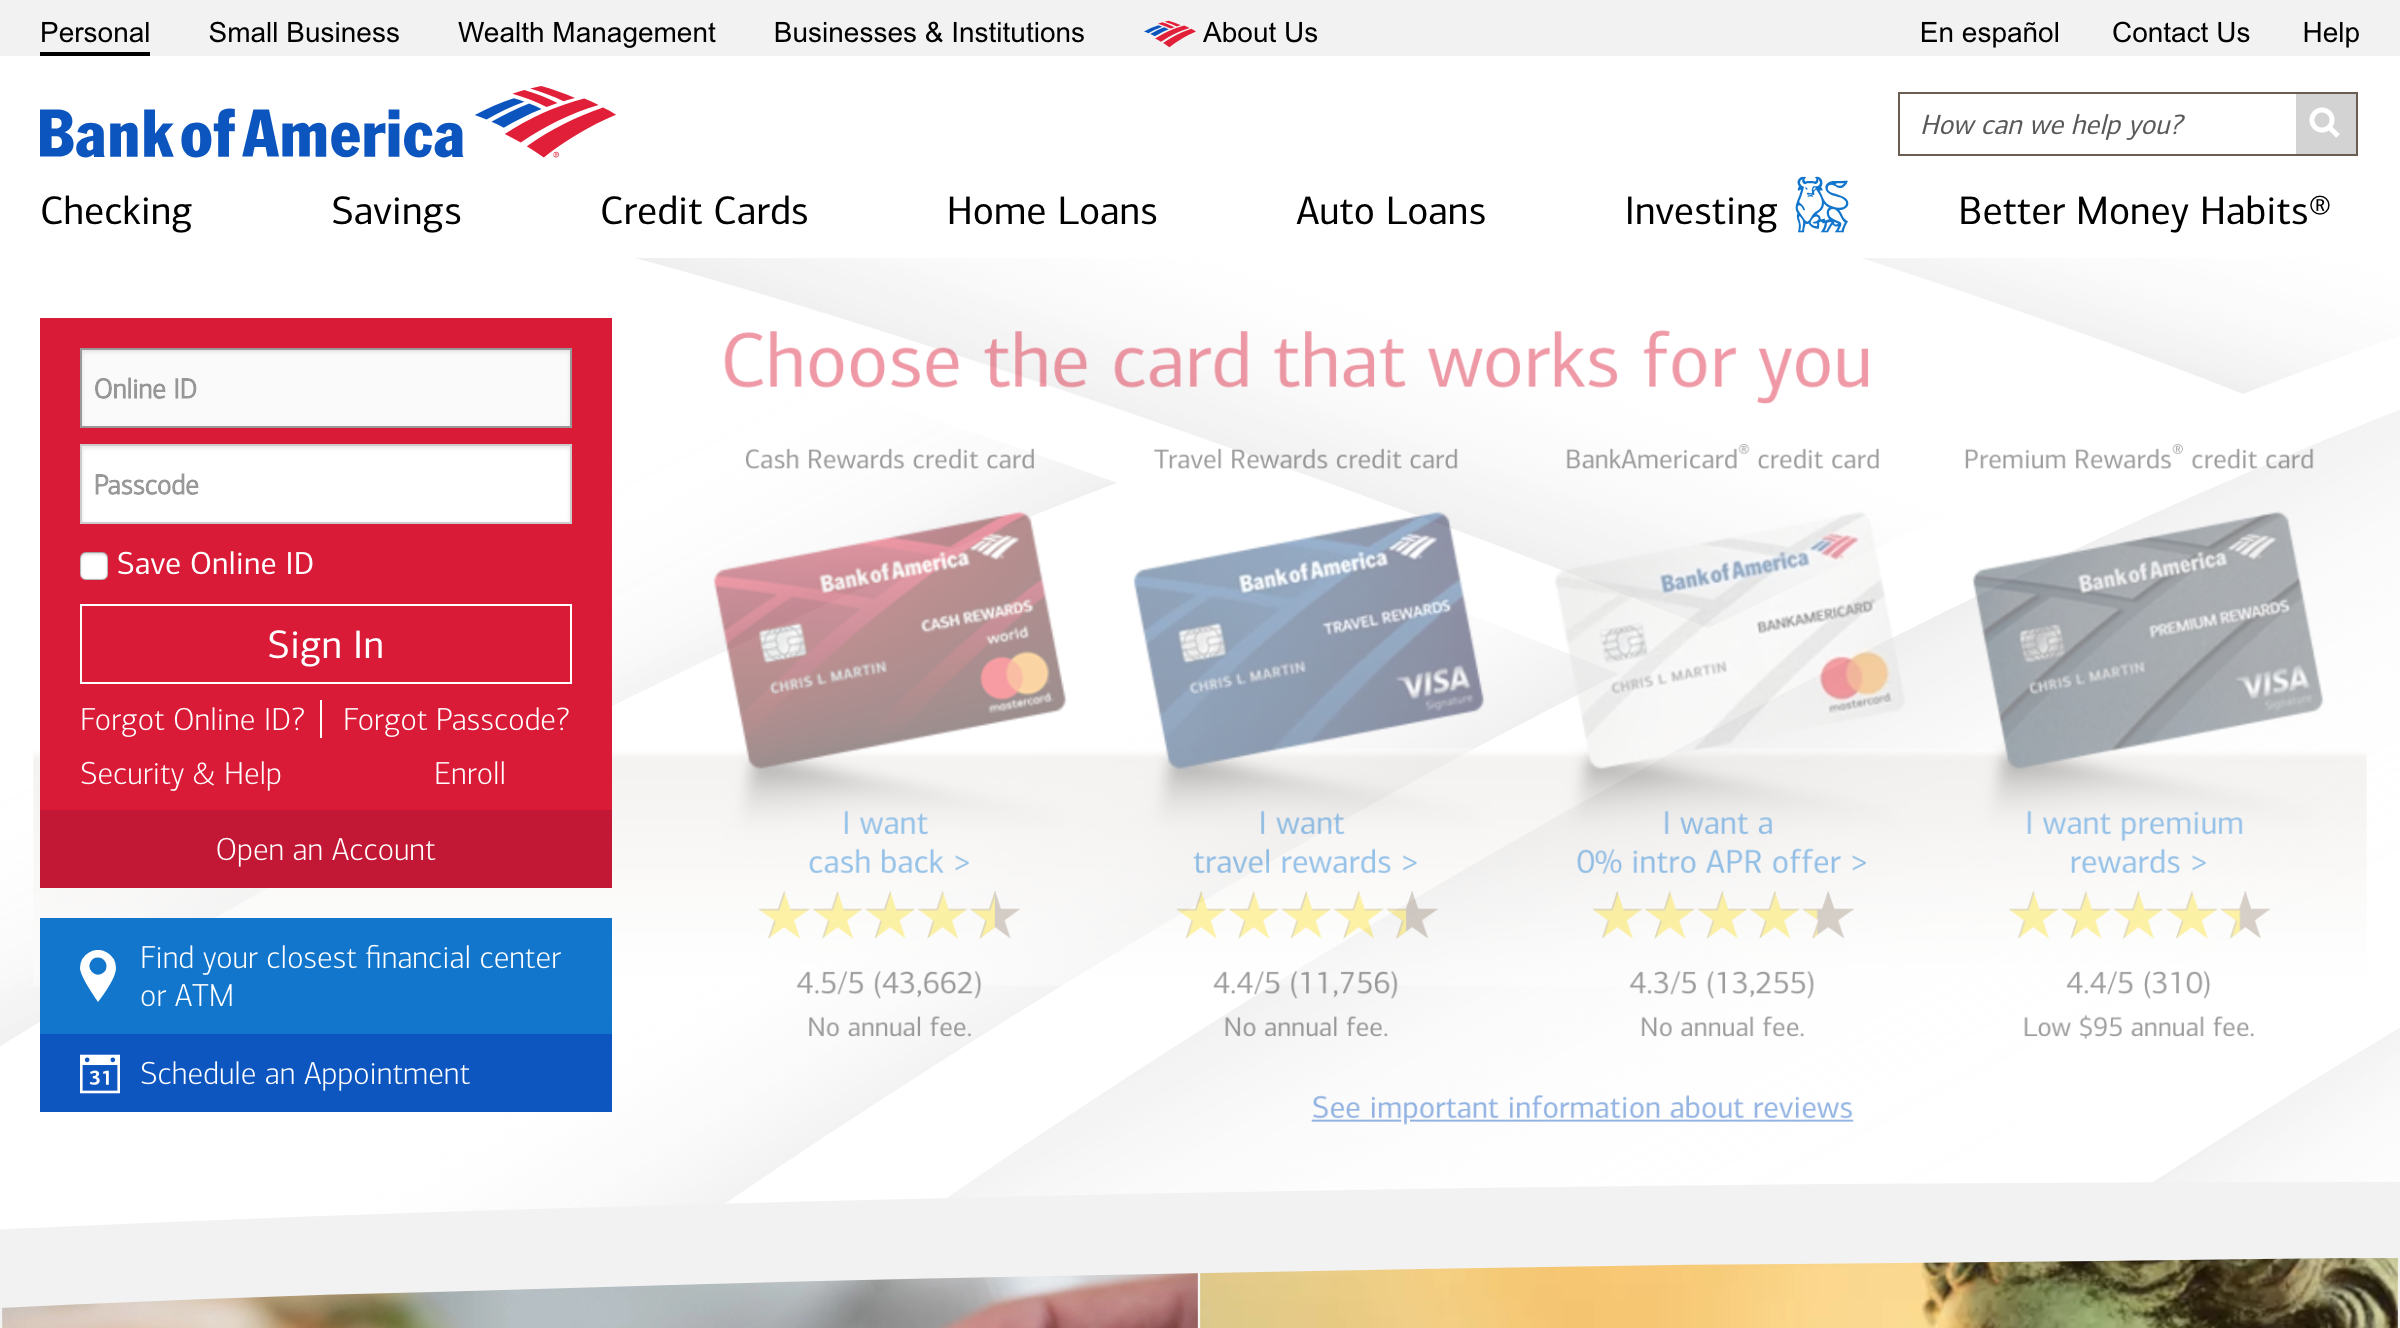 Personal Small Business Wealth Management Businesses & Institutions About Us En español Contact Us Help
Bank of America
How can we help you?
Checking Savings Credit Cards Home Loans Auto Loans Investing Better Money Habits®
Online ID
Passcode
Save Online ID
Sign In
Forgot Online ID? Forgot Passcode?
Security & Help Enroll
Open an Account
Find your closest financial center
or ATM
31 Schedule an Appointment
Choose the card that works for you
Cash Rewards credit card
Bank of America
CASH REWARDS
world
CHRIS L MARTIN
mastercard
I want
cash back >
4.5/5 (43,662)
No annual fee.
Travel Rewards credit card
Bank of America
TRAVEL REWARDS
CHRIS L MARTIN
VISA
Signature
I want
travel rewards >
4.4/5 (11,756)
No annual fee.
BankAmericard® credit card
Bank of America
BANKAMERICARD
CHRIS L MARTIN
mastercard
I want a
0% intro APR offer >
4.3/5 (13,255)
No annual fee.
Premium Rewards® credit card
Bank of America
PREMIUM REWARDS
CHRIS L MARTIN
VISA
Signature
I want premium
rewards >
4.4/5 (310)
Low $95 annual fee.
See important information about reviews